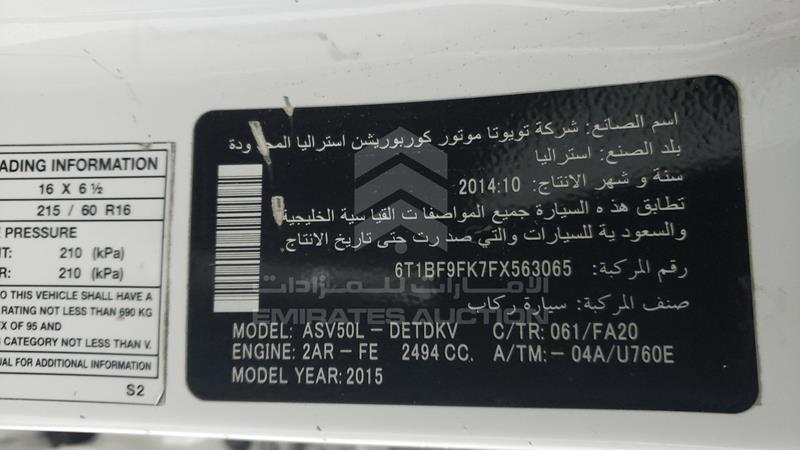 ADING INFORMATION
16 X 6 ½
215 / 60 R16
PRESSURE
210 (kPa)
210 (kPa)
THIS VEHICLE SHALL HAVE A
RATING NOT LESS THAN 690 KG
EX OF 95 AND
CATEGORY NOT LESS THAN V.
FOR ADDITIONAL INFORMATION
S2
اسم الصانع: شركة تويوتا موتور كوربوريشن استراليا المحدودة
بلد الصنع: استراليا
سنة و شهر الانتاج: 2014:10
تطابق هذه السيارة جميع المواصفات القياسية الخليجية
والسعودية للسيارات والتي صدرت حتى تاريخ الانتاج.
رقم المركبة: 6T1BF9FK7FX563065
صنف المركبة: سيارة ركاب
MODEL: ASV50L – DETDKV C/TR: 061/FA20
ENGINE: 2AR – FE 2494 CC. A/TM: – 04A/U760E
MODEL YEAR: 2015
الإمارات للمزادات
EMIRATES AUCTION